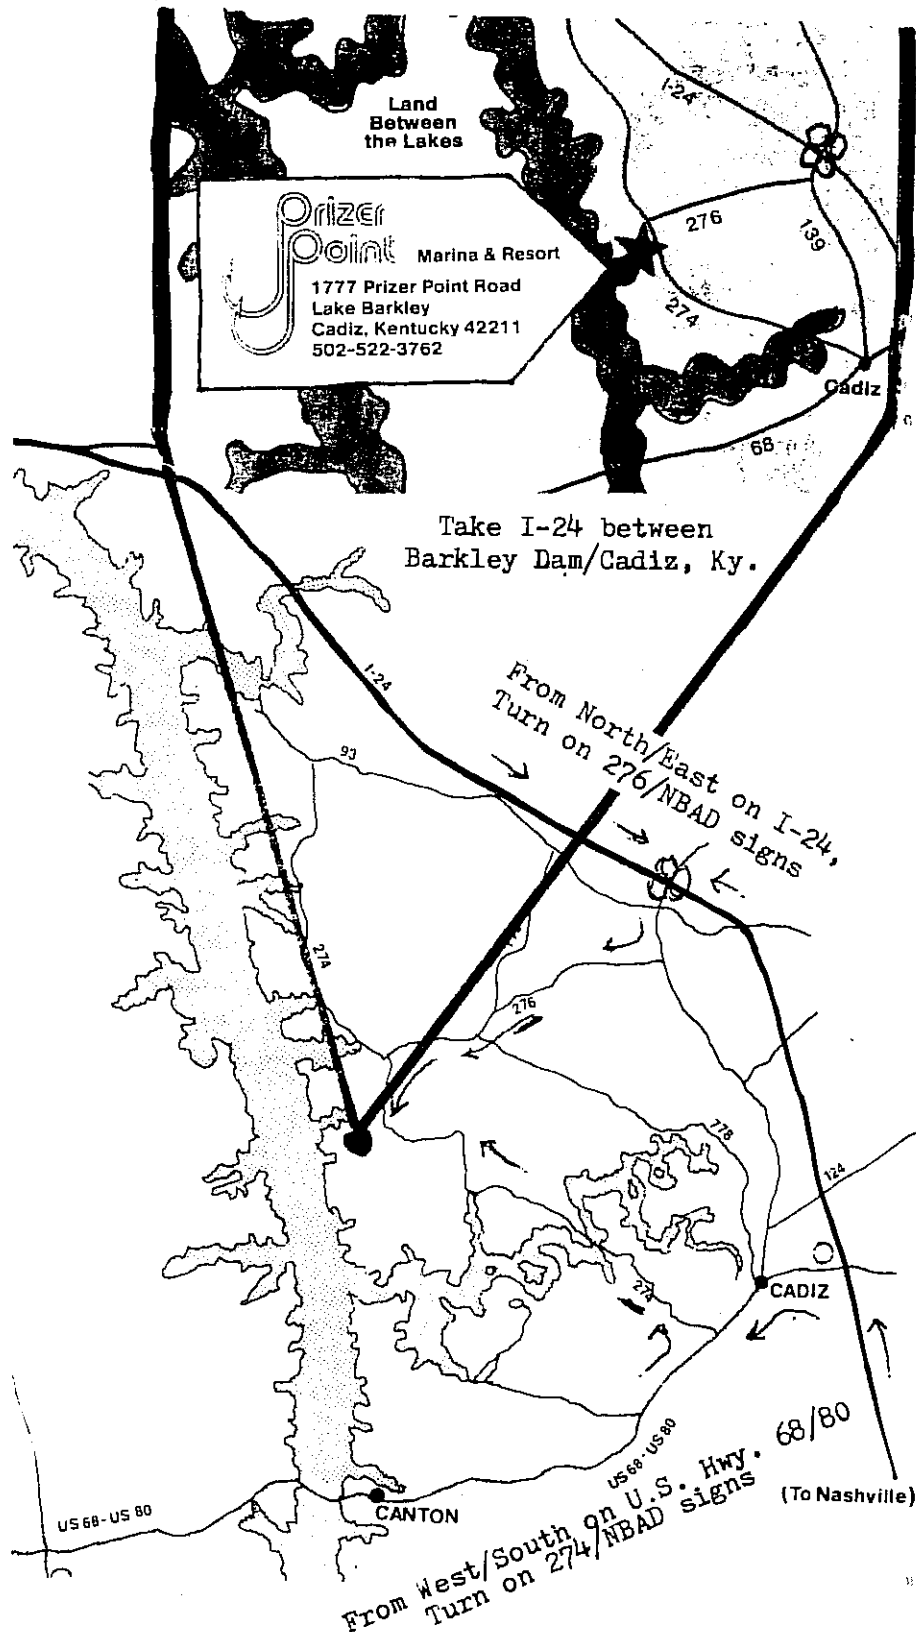 Land
Between
the Lakes
I-24
276
139
Prizer
Point Marina & Resort
1777 Prizer Point Road
Lake Barkley
Cadiz, Kentucky 42211
502-522-3762
274
Cadiz
68
Take I-24 between
Barkley Dam/Cadiz, Ky.
From North/East on I-24,
Turn on 276/NBAD signs
I-24
93
274
276
778
124
274
CADIZ
US 68 - US 80
CANTON
US 68 - US 80
(To Nashville)
From West/South on U.S. Hwy. 68/80
Turn on 274/NBAD signs